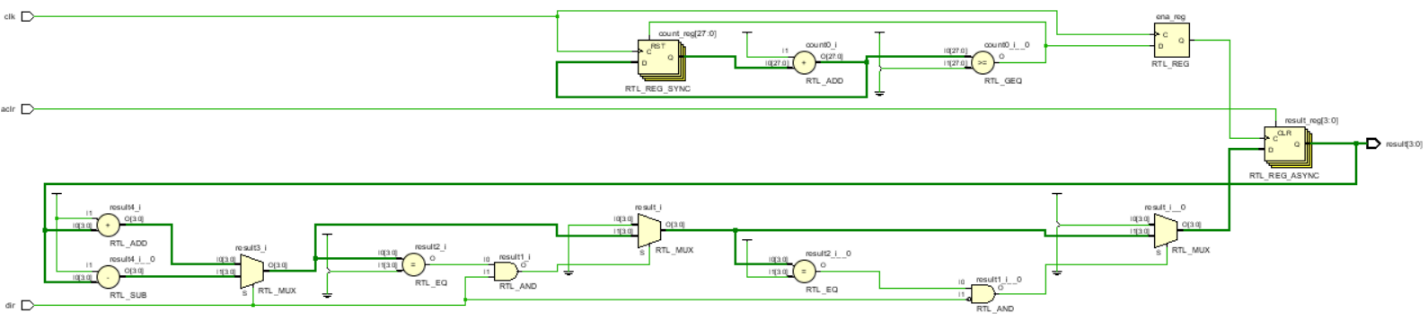 clk
aclr
dir
count_reg[27:0]
RST
C
D
Q
RTL_REG_SYNC
count0_i
I1
I0[27:0]
+
O[27:0]
RTL_ADD
count0_i__0
I0[27:0]
I1[27:0]
>=
O
RTL_GEQ
ena_reg
C
D
Q
RTL_REG
result_reg[3:0]
CLR
C
D
Q
RTL_REG_ASYNC
result[3:0]
result4_i
I1
I0[3:0]
+
O[3:0]
RTL_ADD
result4_i__0
I1
I0[3:0]
-
O[3:0]
RTL_SUB
result3_i
I0[3:0]
I1[3:0]
S
O[3:0]
RTL_MUX
result2_i
I0[3:0]
I1[3:0]
=
O
RTL_EQ
result1_i
I0
I1
O
RTL_AND
result_i
I0[3:0]
I1[3:0]
S
O[3:0]
RTL_MUX
result2_i__0
I0[3:0]
I1[3:0]
=
O
RTL_EQ
result1_i__0
I0
I1
O
RTL_AND
result_i__0
I0[3:0]
I1[3:0]
S
O[3:0]
RTL_MUX